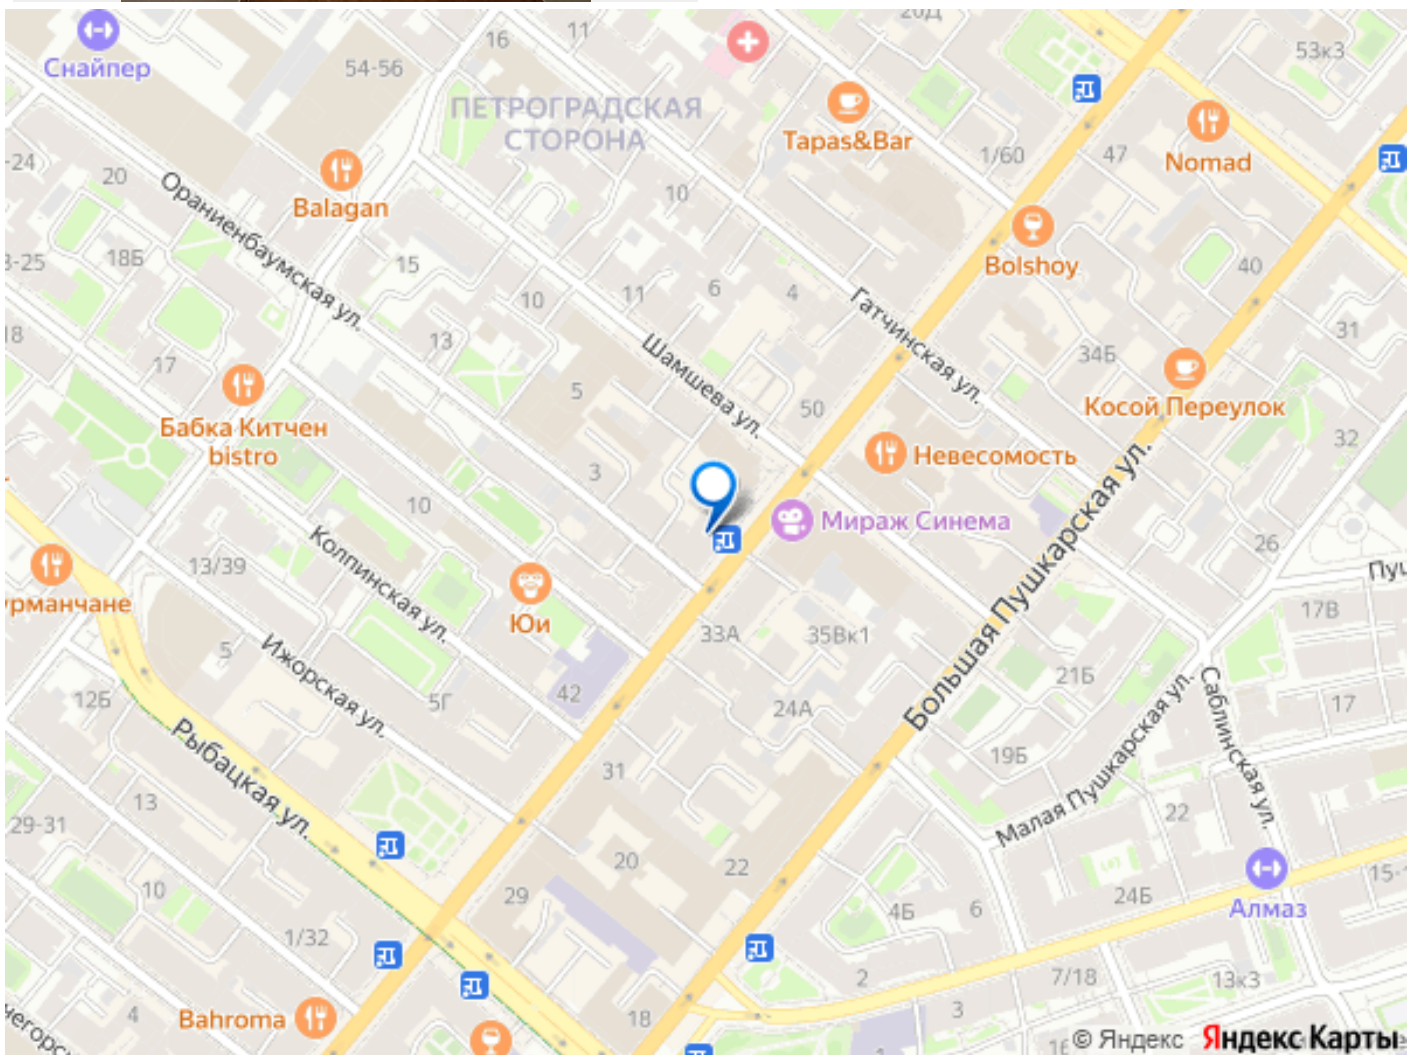 Снайпер
54-56
16
11
20Д
53к3
ПЕТРОГРАДСКАЯ
СТОРОНА
Tapas&Bar
1/60
47
Nomad
-24
20
Balagan
10
Ораниенбаумская ул.
18Б
3-25
15
10
11
6
4
Bolshoy
40
Гатчинская ул.
31
18
17
13
Шамшева ул.
34Б
5
50
Косой Переулок
Бабка Китчен
bistro
3
Невесомость
32
10
Колпинская ул.
Мираж Синема
Большая Пушкарская ул.
26
13/39
урманчане
Юи
33А
35Вк1
17В
Ижорская ул.
5
5Г
42
24А
21Б
Саблинская ул.
17
12Б
Рыбацкая ул.
31
19Б
Малая Пушкарская ул.
13
29-31
22
20
22
10
29
4Б
6
24Б
Алмаз
15-
1/32
2
7/18
13к3
4
Bahroma
18
3
© Яндекс Яндекс Карты